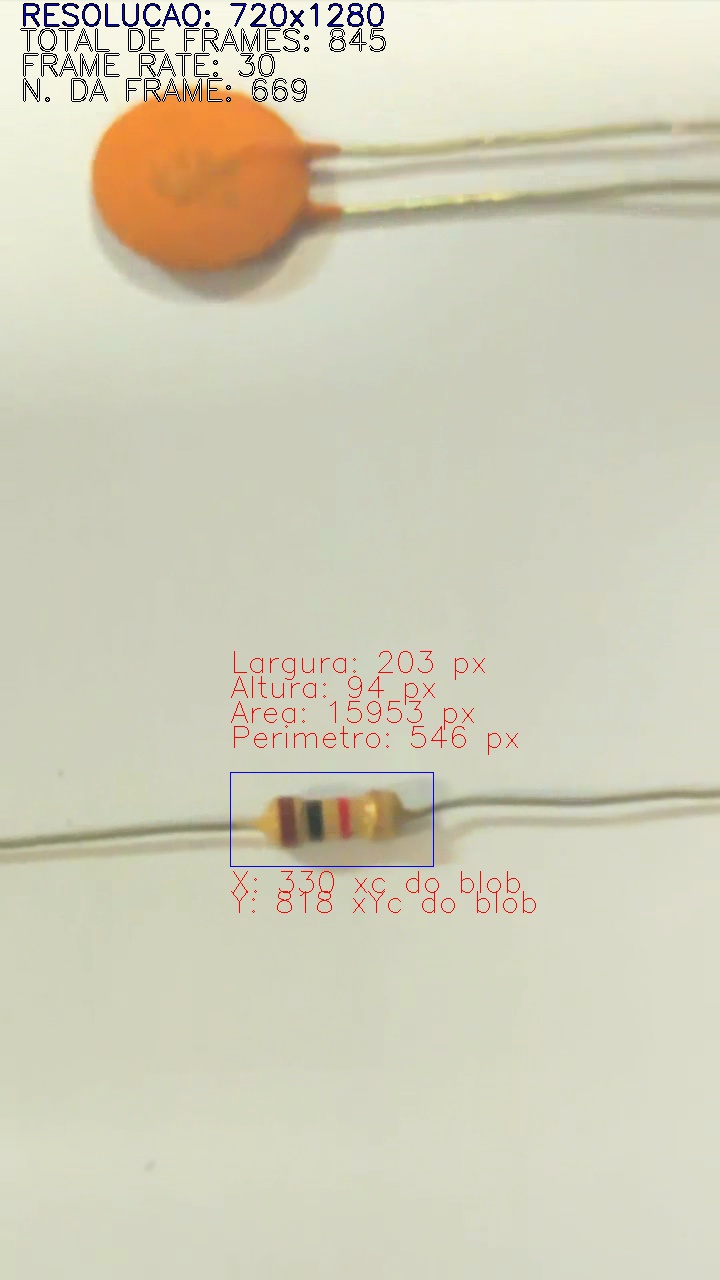 RESOLUCAO: 720x1280
TOTAL DE FRAMES: 845
FRAME RATE: 30
N. DA FRAME: 669
Largura: 203 px
Altura: 94 px
Area: 15953 px
Perimetro: 546 px
X: 330 xc do blob
Y: 818 xYc do blob